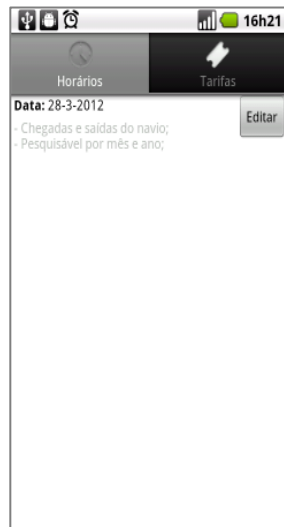 16h21
Horários
Tarifas
Data: 28-3-2012
Editar
- Chegadas e saídas do navio;
- Pesquisável por mês e ano;